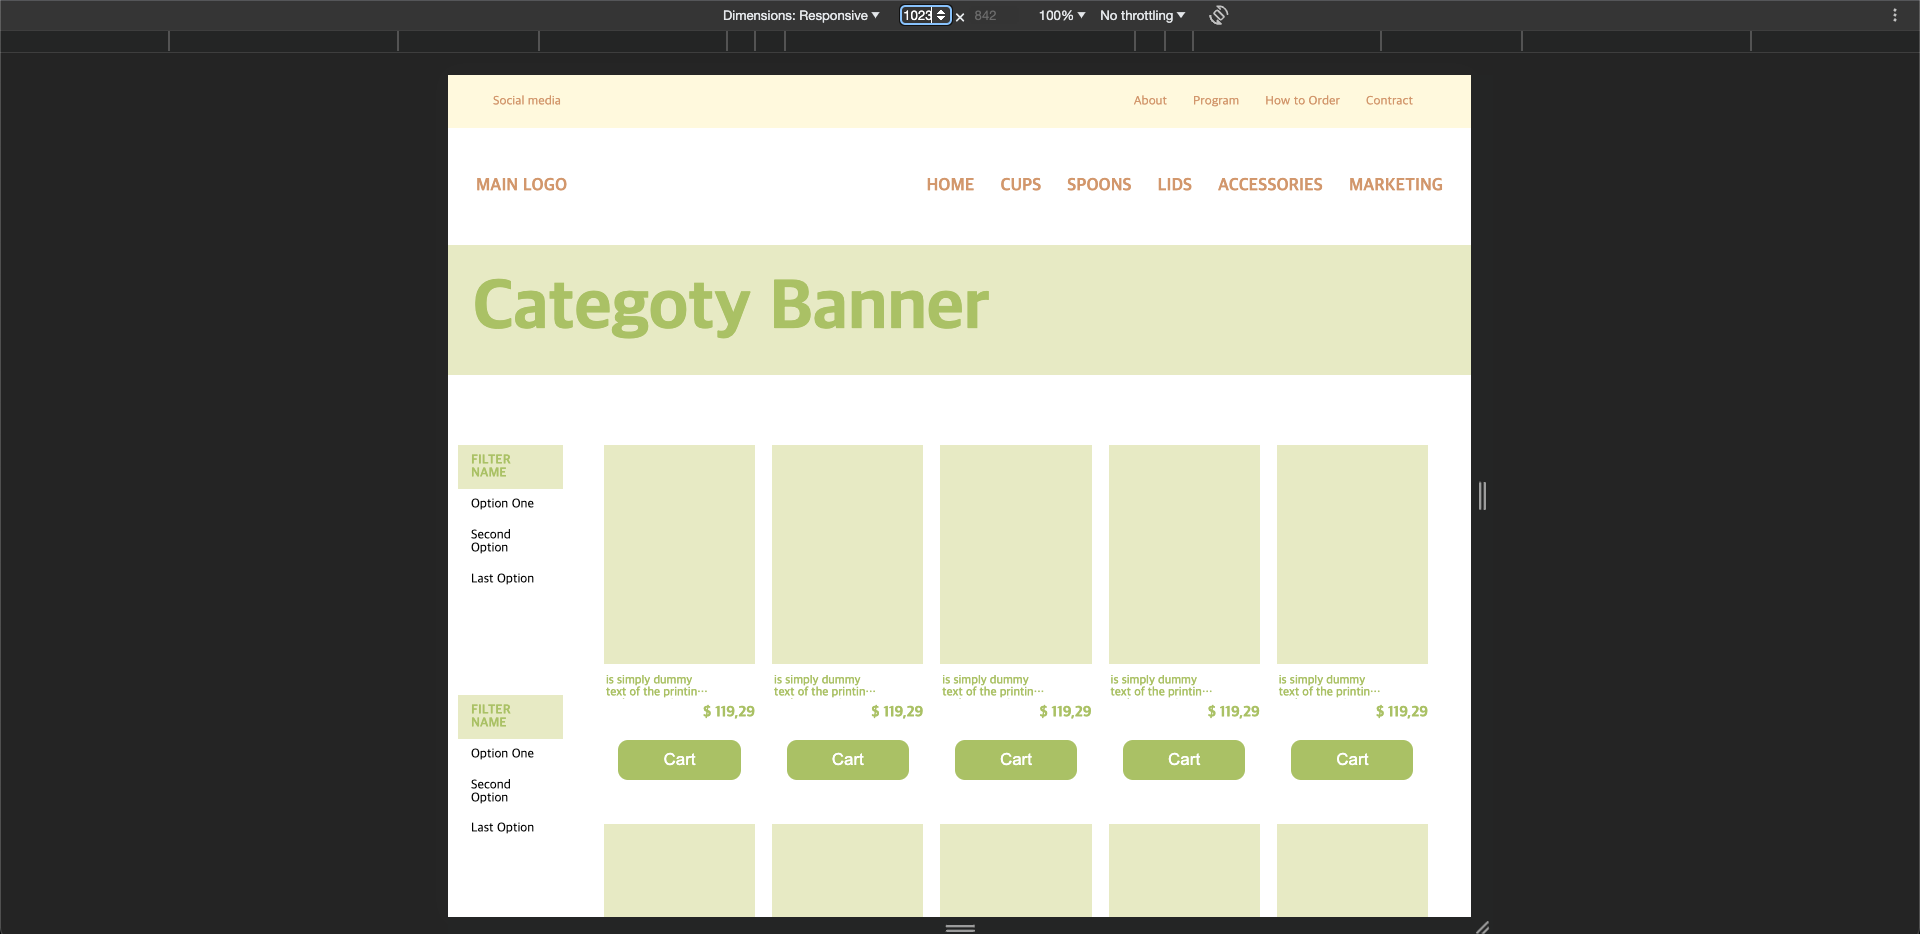 Dimensions: Responsive 1023 × 842 100% No throttling
Social media About Program How to Order Contract
MAIN LOGO HOME CUPS SPOONS LIDS ACCESSORIES MARKETING
Categoty Banner
FILTER
NAME
Option One
Second
Option
Last Option
FILTER
NAME
Option One
Second
Option
Last Option
is simply dummy
text of the printin…
$ 119,29
Cart
is simply dummy
text of the printin…
$ 119,29
Cart
is simply dummy
text of the printin…
$ 119,29
Cart
is simply dummy
text of the printin…
$ 119,29
Cart
is simply dummy
text of the printin…
$ 119,29
Cart